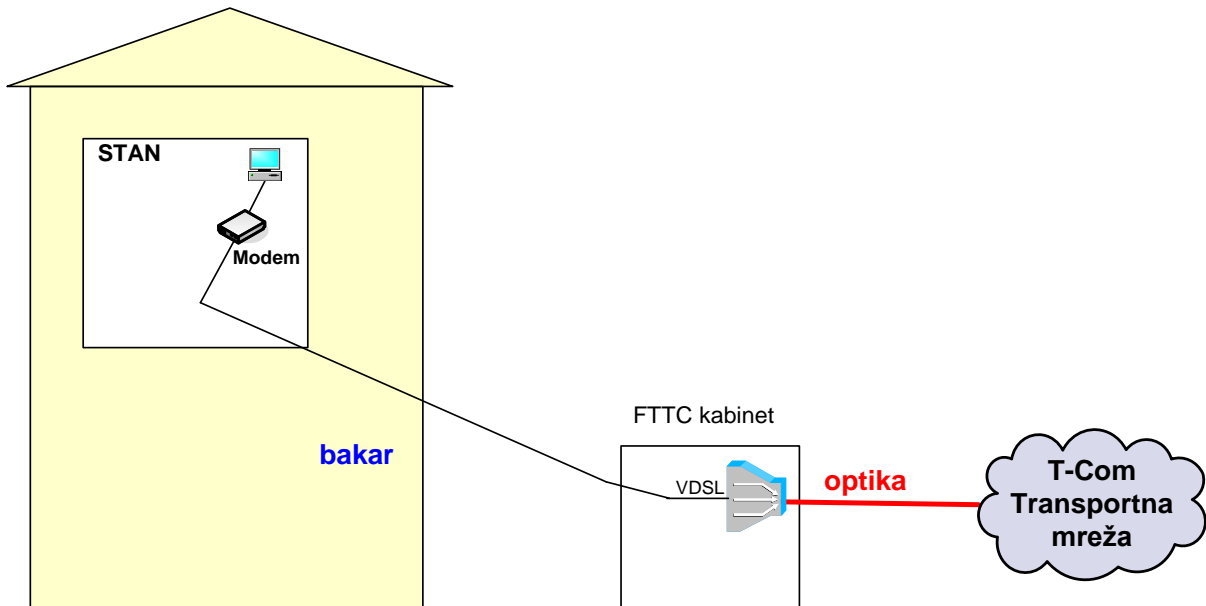 STAN
Modem
bakar
FTTC kabinet
VDSL
optika
T-Com
Transportna
mreža